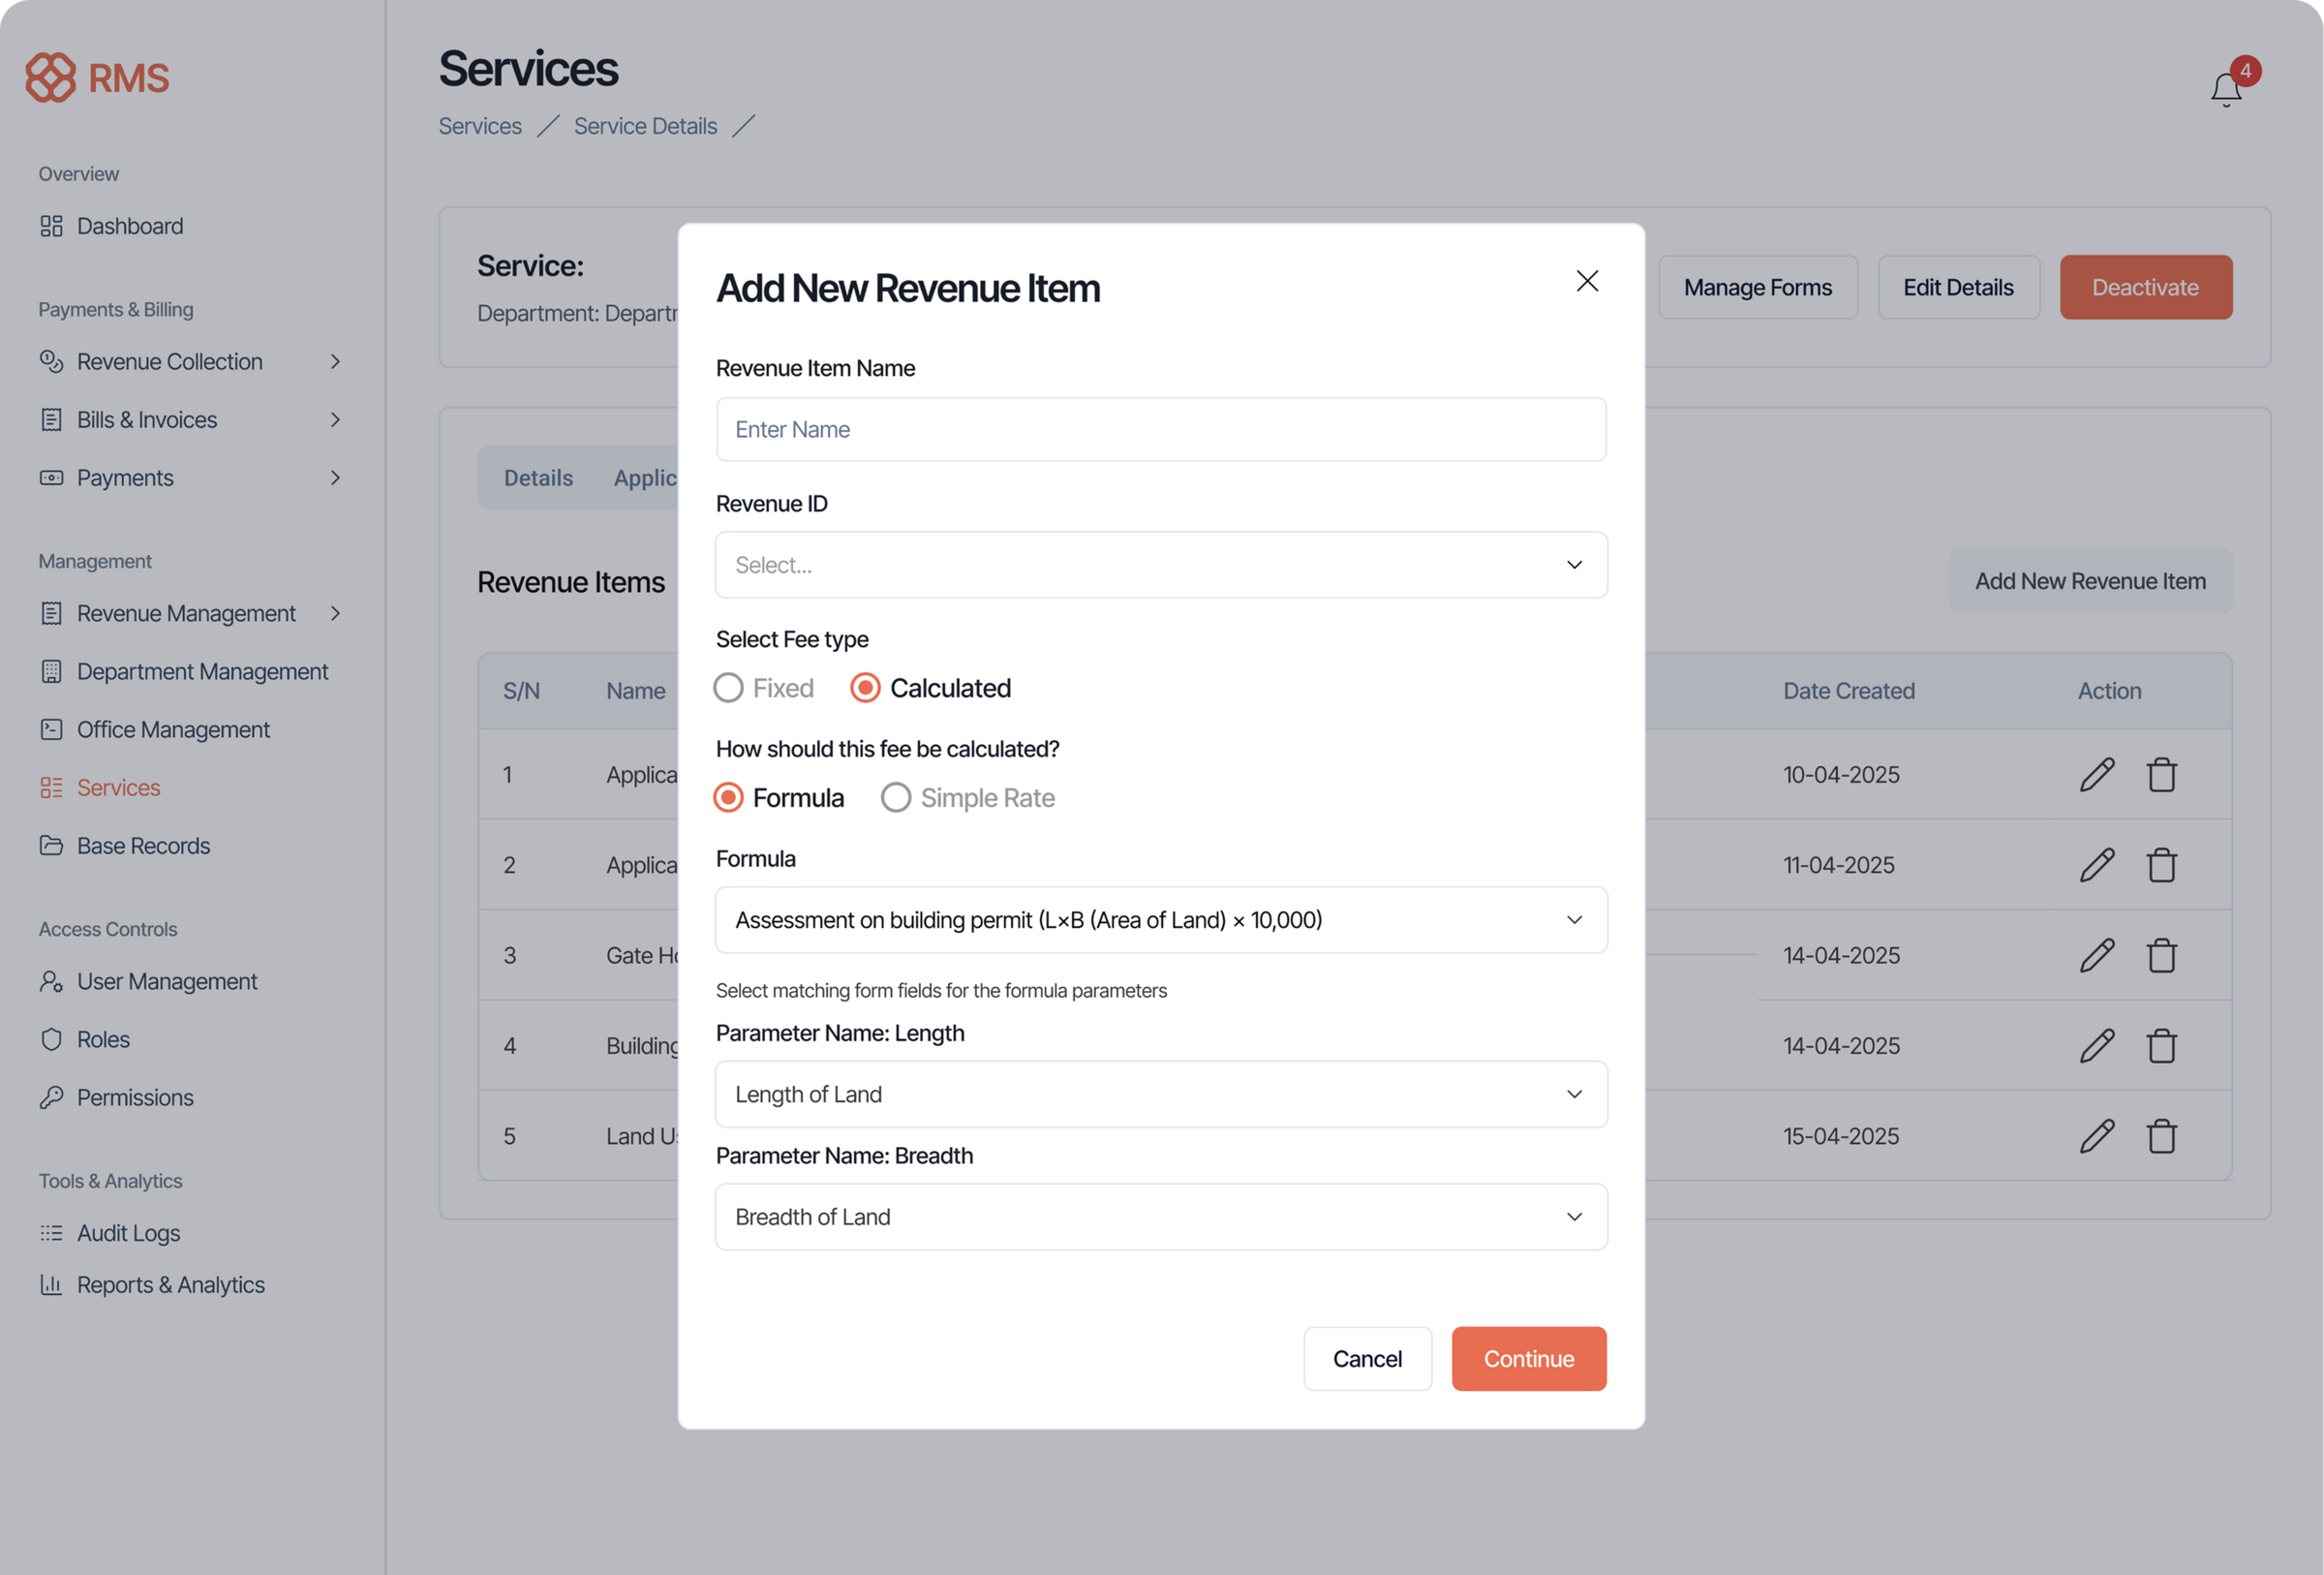 RMS
Overview
Dashboard
Payments & Billing
Revenue Collection
Bills & Invoices
Payments
Management
Revenue Management
Department Management
Office Management
Services
Base Records
Access Controls
User Management
Roles
Permissions
Tools & Analytics
Audit Logs
Reports & Analytics
Services
4
Services / Service Details /
Service:
Department:
Manage Forms
Edit Details
Deactivate
Details
Revenue Items
Add New Revenue Item
S/N Name Date Created Action
1 10-04-2025
2 11-04-2025
3 Gate 14-04-2025
4 Building 14-04-2025
5 Land 15-04-2025
Add New Revenue Item
Revenue Item Name
Enter Name
Revenue ID
Select...
Select Fee type
Fixed Calculated
How should this fee be calculated?
Formula Simple Rate
Formula
Assessment on building permit (L×B (Area of Land) × 10,000)
Select matching form fields for the formula parameters
Parameter Name: Length
Length of Land
Parameter Name: Breadth
Breadth of Land
Cancel
Continue